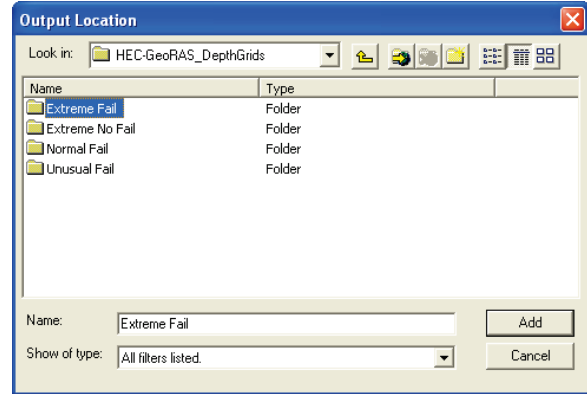 Output Location
Look in: HEC-GeoRAS_DepthGrids
Name Type
Extreme Fail Folder
Extreme No Fail Folder
Normal Fail Folder
Unusual Fail Folder
Name: Extreme Fail Add
Show of type: All filters listed. Cancel